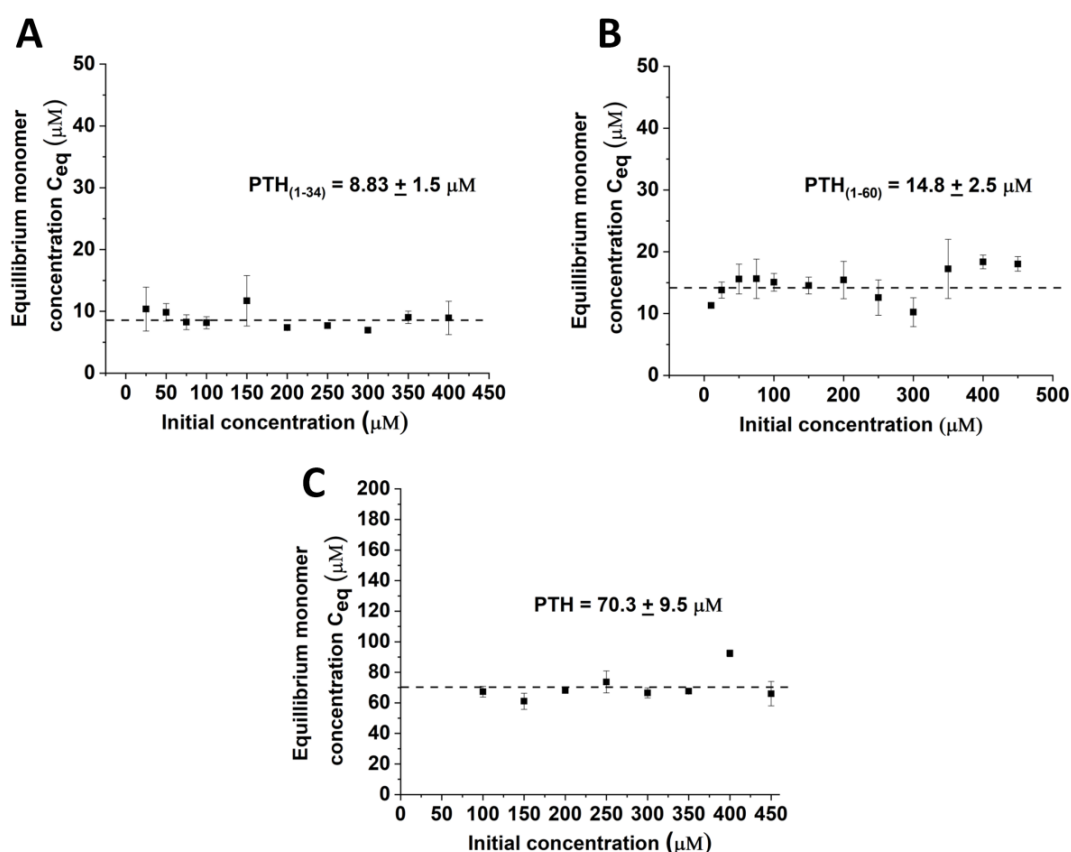 A
Equillibrium monomer
concentration Ceq (μM)
50
40
30
20
10
0
PTH(1-34) = 8.83 ± 1.5 μM
0 50 100 150 200 250 300 350 400 450
Initial concentration (μM)
B
Equillibrium monomer
concentration Ceq (μM)
50
40
30
20
10
0
PTH(1-60) = 14.8 ± 2.5 μM
0 100 200 300 400 500
Initial concentration (μM)
C
Equillibrium monomer
concentration Ceq (μM)
200
180
160
140
120
100
80
60
40
20
0
PTH = 70.3 ± 9.5 μM
0 50 100 150 200 250 300 350 400 450
Initial concentration (μM)